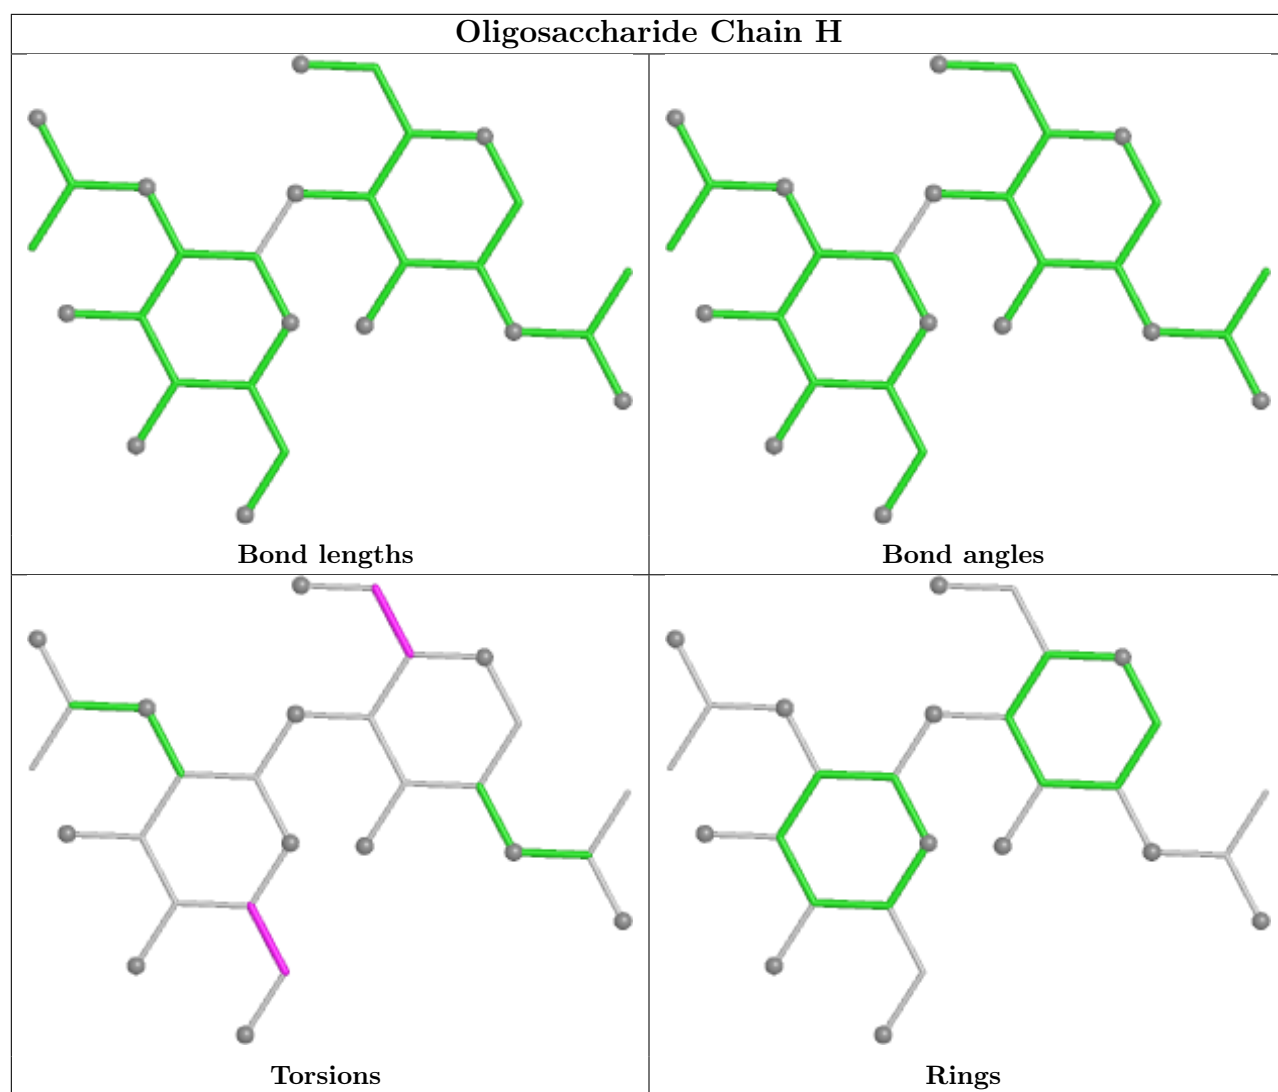 Oligosaccharide Chain H
Bond lengths
Bond angles
Torsions
Rings